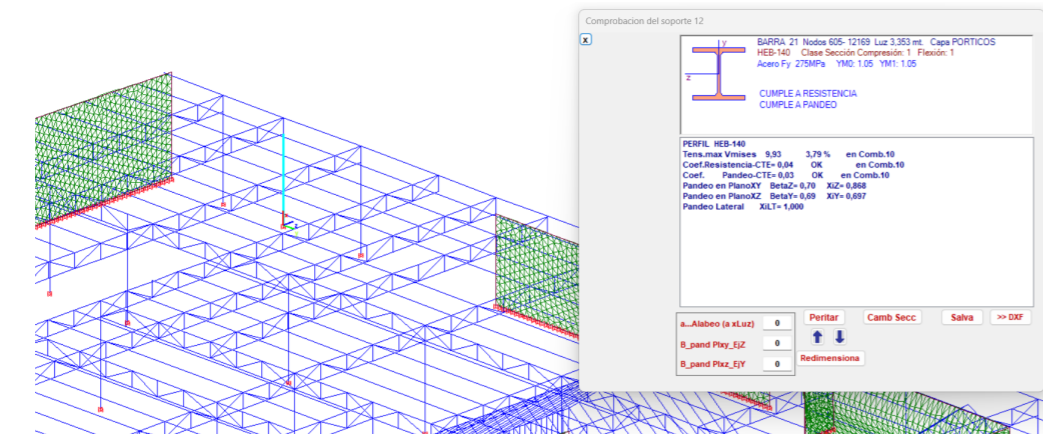 Comprobacion del soporte 12
x
y
z
BARRA 21 Nodos 605- 12169 Luz 3,353 mt. Capa PORTICOS
HEB-140 Clase Sección Compresión: 1 Flexión: 1
Acero Fy 275MPa YM0: 1.05 YM1: 1.05
CUMPLE A RESISTENCIA
CUMPLE A PANDEO
PERFIL HEB-140
Tens.max Vmises 9,93 3,79 % en Comb.10
Coef.Resistencia-CTE= 0,04 OK en Comb.10
Coef. Pandeo-CTE= 0,03 OK en Comb.10
Pandeo en PlanoXY BetaZ= 0,70 XiZ= 0,868
Pandeo en PlanoXZ BetaY= 0,69 XiY= 0,697
Pandeo Lateral XiLT= 1,000
a...Alabeo (a xLuz) 0
B_pand Plxy_EjZ 0
B_pand Plxz_EjY 0
Peritar Camb Secc Salva >> DXF
Redimensiona